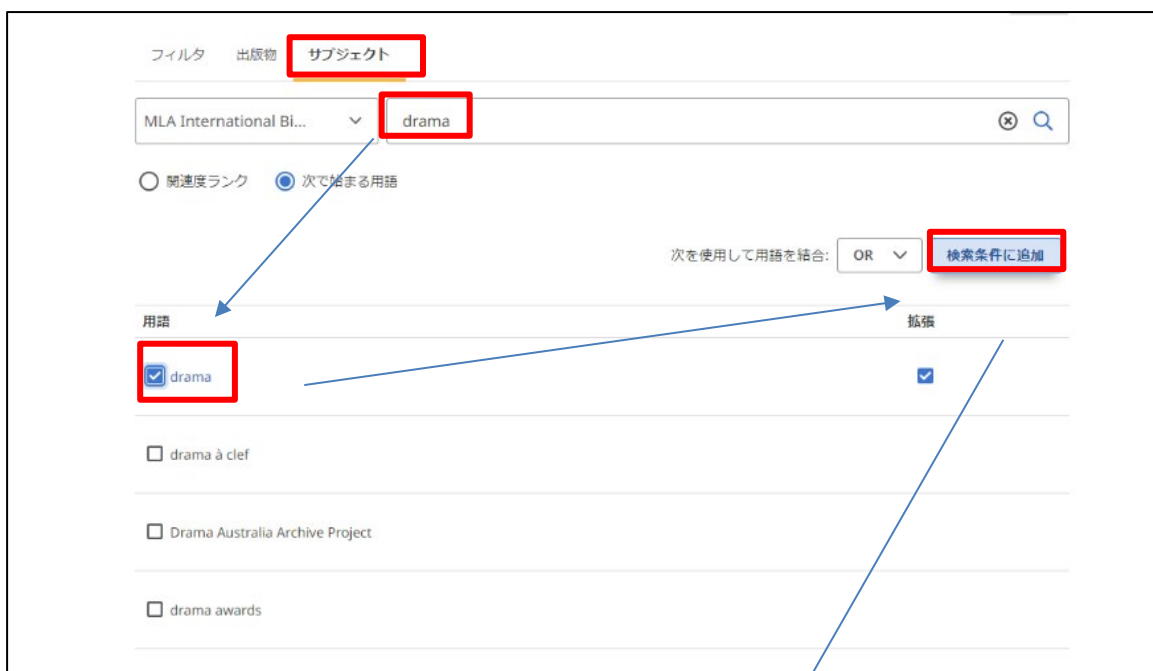 フィルタ 出版物 サブジェクト
MLA International Bi... drama
関連度ランク 次で始まる用語
次を使用して用語を結合: OR 検索条件に追加
用語 拡張
drama
drama à clef
Drama Australia Archive Project
drama awards